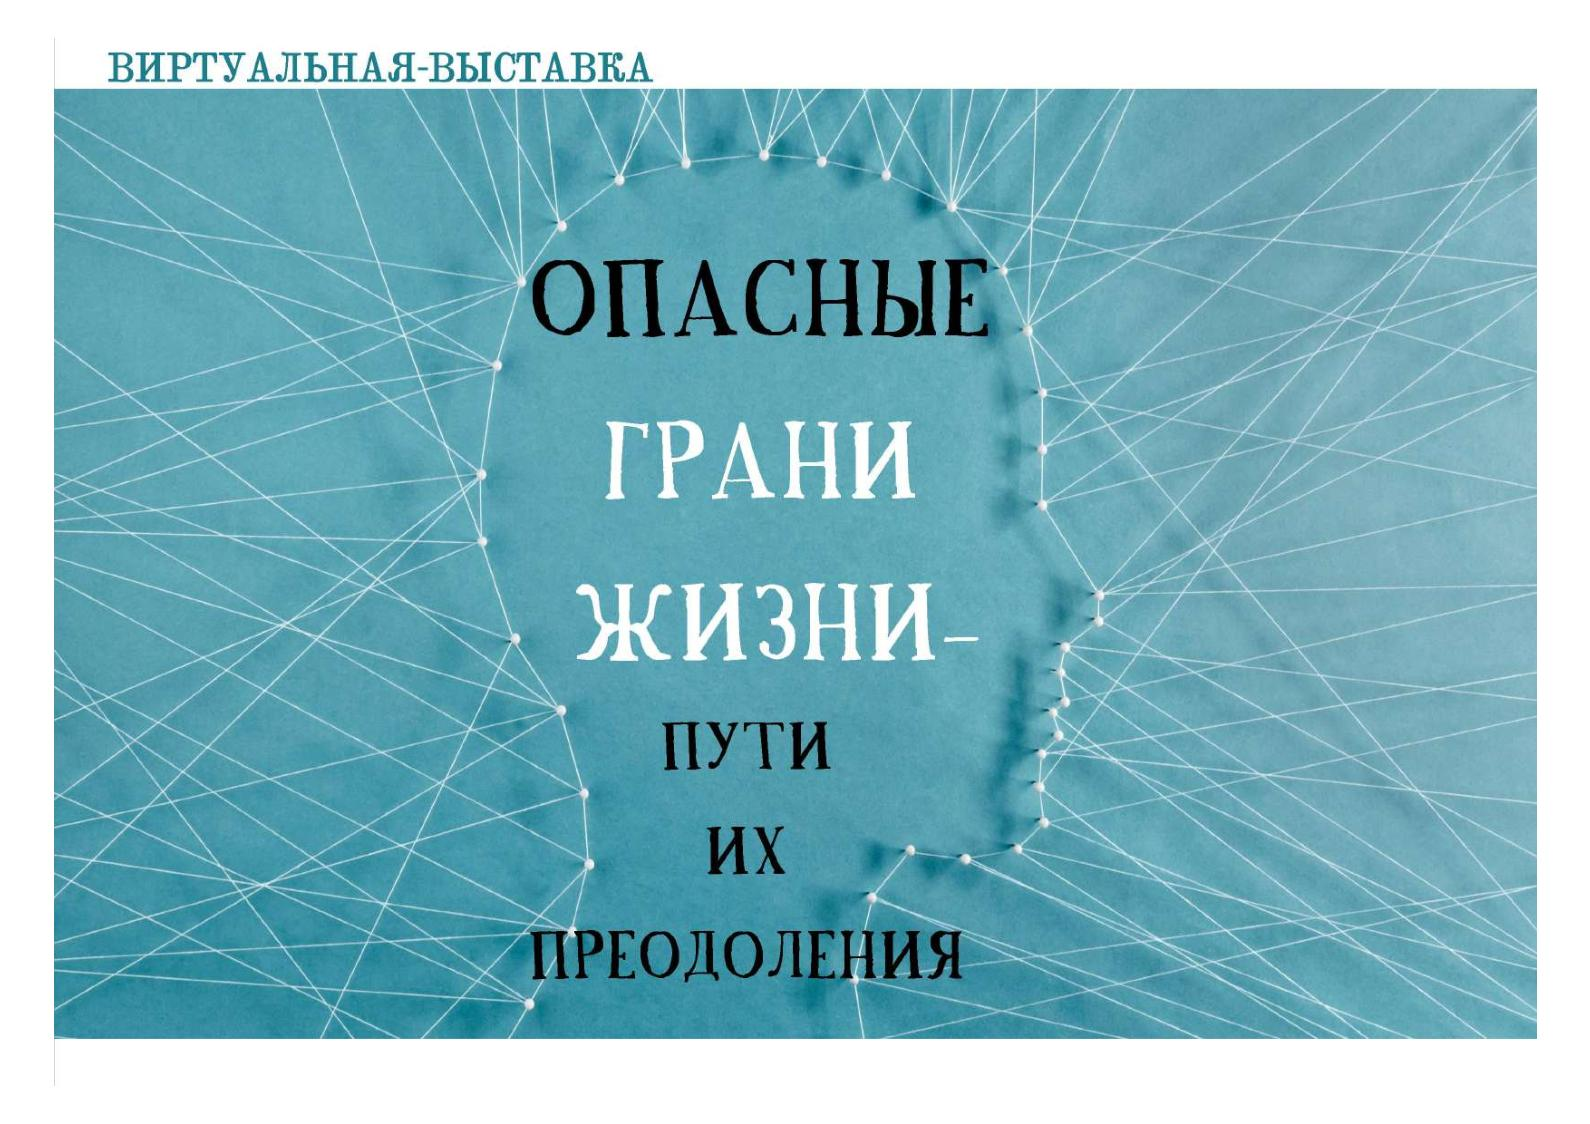 ВИРТУАЛЬНАЯ-ВЫСТАВКА
ОПАСНЫЕ
ГРАНИ
ЖИЗНИ–
ПУТИ
ИХ
ПРЕОДОЛЕНИЯ